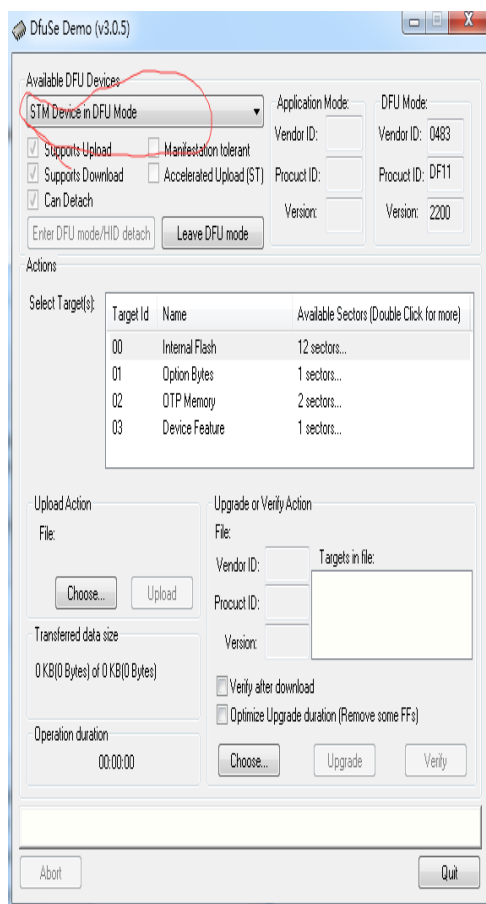 DfuSe Demo (v3.0.5)
Available DFU Devices
STM Device in DFU Mode
Supports Upload
Manifestation tolerant
Supports Download
Accelerated Upload (ST)
Can Detach
Enter DFU mode/HID detach
Leave DFU mode
Application Mode:
Vendor ID:
Procuct ID:
Version:
DFU Mode:
Vendor ID: 0483
Procuct ID: DF11
Version: 2200
Actions
Select Target(s):
Target Id Name Available Sectors (Double Click for more)
00 Internal Flash 12 sectors...
01 Option Bytes 1 sectors...
02 OTP Memory 2 sectors...
03 Device Feature 1 sectors...
Upload Action
File:
Choose... Upload
Transferred data size
0 KB(0 Bytes) of 0 KB(0 Bytes)
Operation duration
00:00:00
Upgrade or Verify Action
File:
Vendor ID:
Procuct ID:
Version:
Targets in file:
Verify after download
Optimize Upgrade duration (Remove some FFs)
Choose... Upgrade Verify
Abort Quit